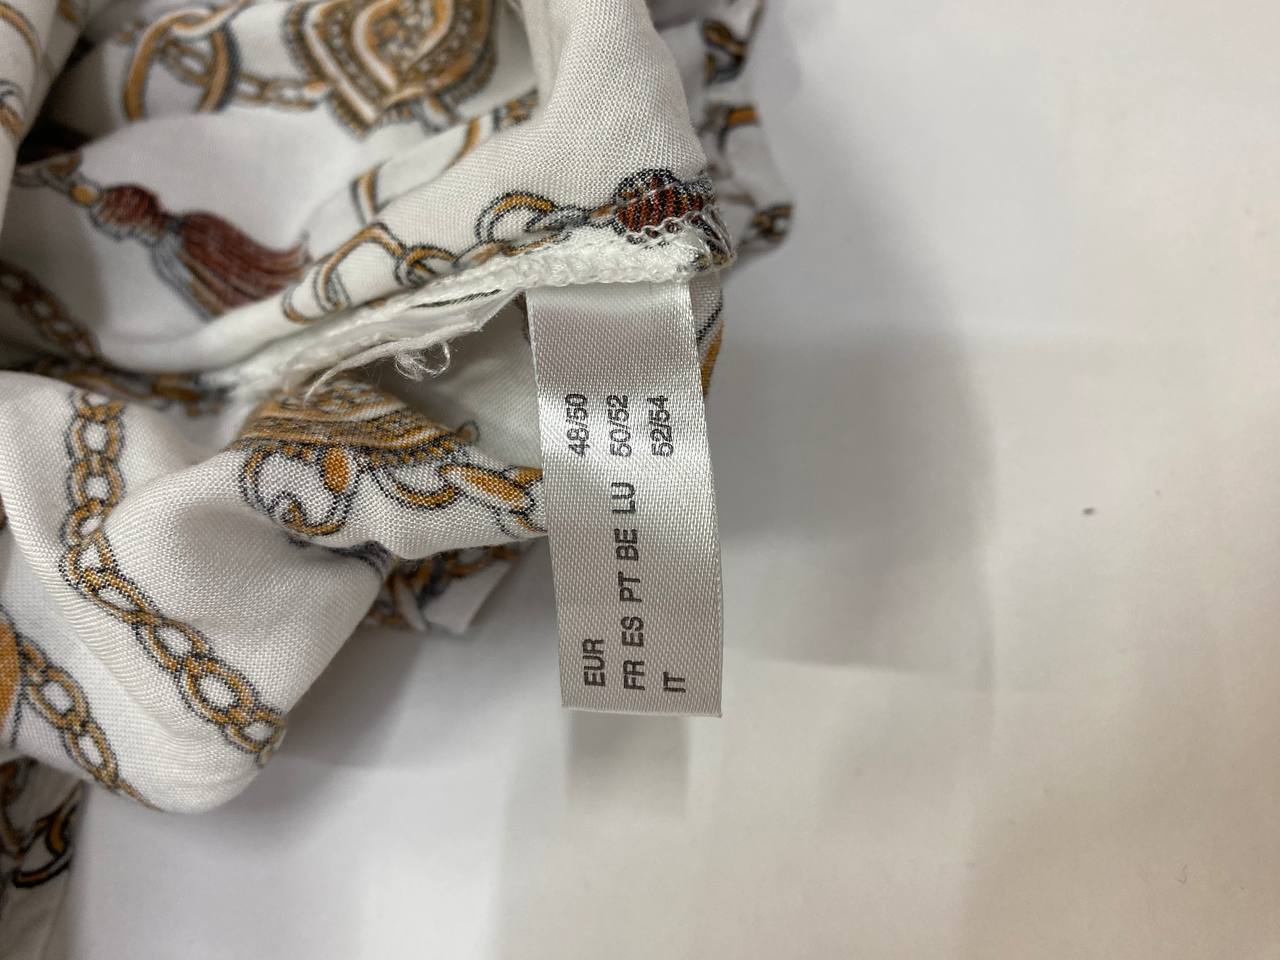 EUR 48/50
FR ES PT BE LU 50/52
IT 52/54